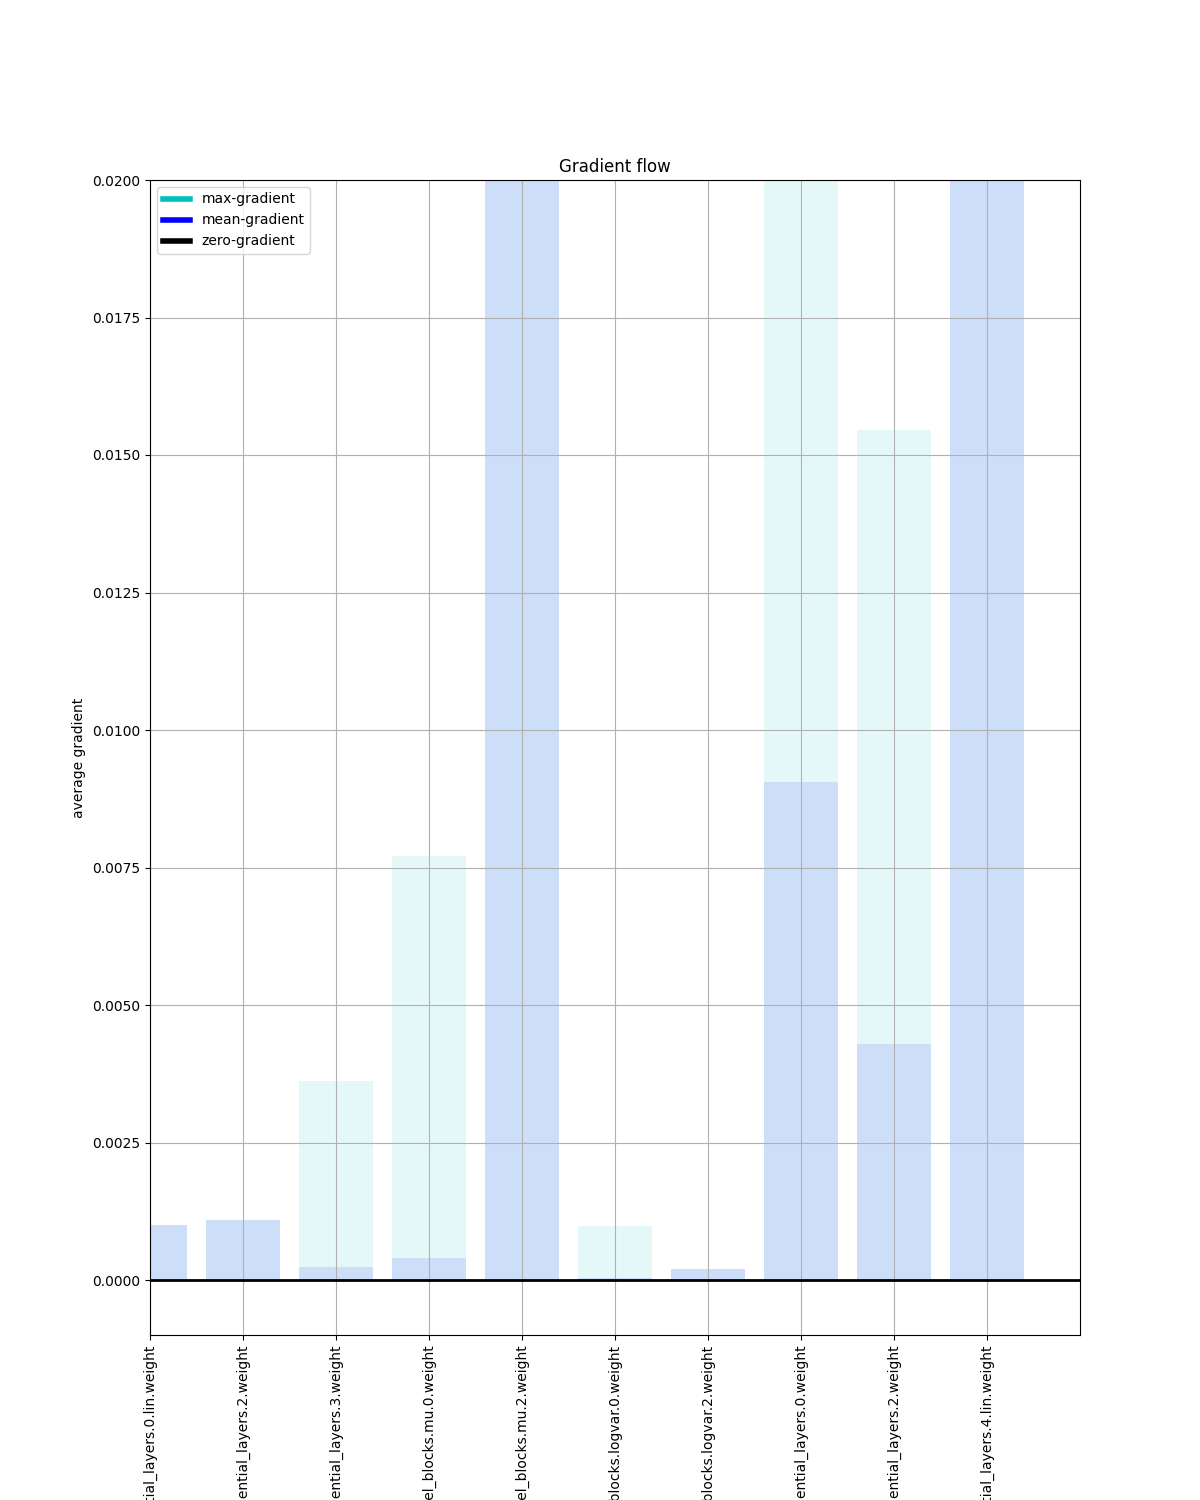 Gradient flow
max-gradient
mean-gradient
zero-gradient
0.0200
0.0175
0.0150
0.0125
0.0100
0.0075
0.0050
0.0025
0.0000
average gradient
tial_layers.0.lin.weight
ential_layers.2.weight
ential_layers.3.weight
el_blocks.mu.0.weight
el_blocks.mu.2.weight
blocks.logvar.0.weight
blocks.logvar.2.weight
ential_layers.0.weight
ential_layers.2.weight
tial_layers.4.lin.weight